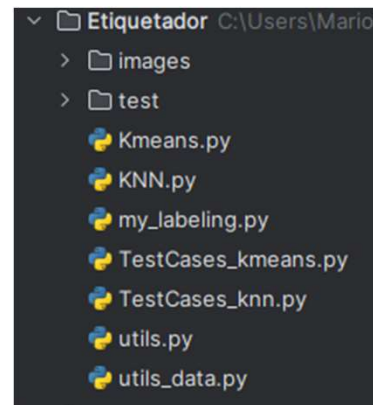 Etiquetador C:\Users\Mario
images
test
Kmeans.py
KNN.py
my_labeling.py
TestCases_kmeans.py
TestCases_knn.py
utils.py
utils_data.py